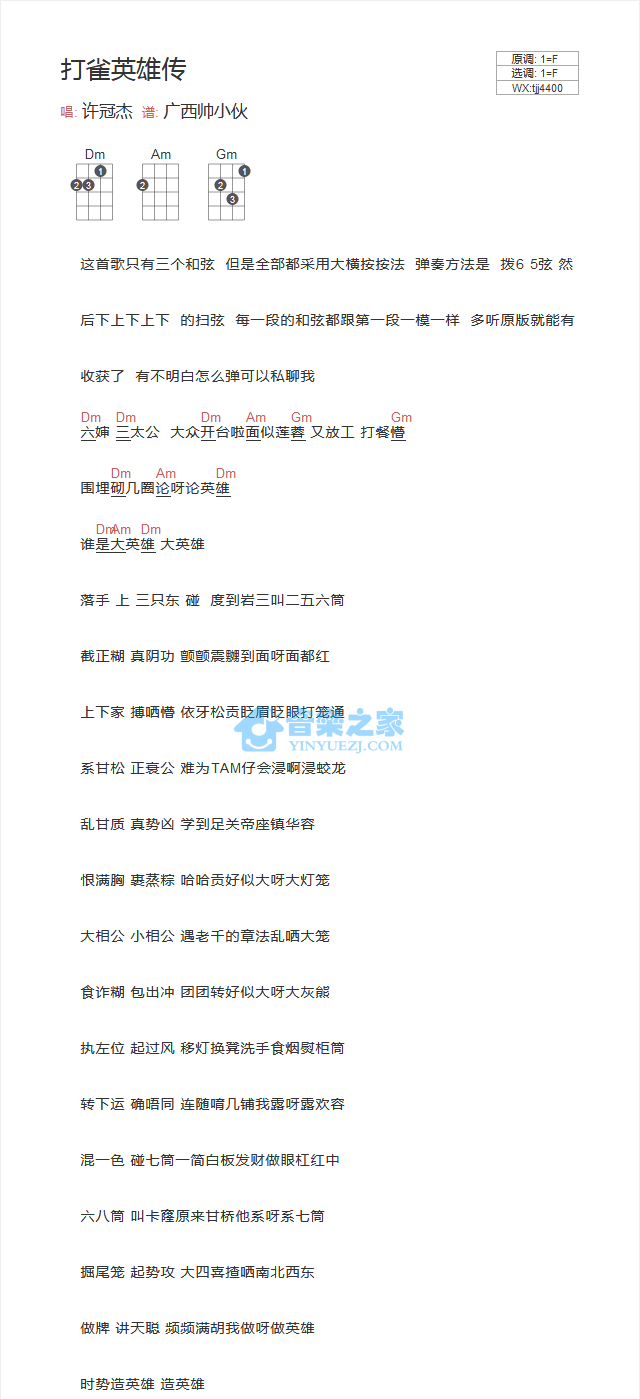 打雀英雄传
原调: 1=F
选调: 1=F
WX:tjj4400
唱: 许冠杰 谱: 广西帅小伙
Dm Am Gm
1
2 3
2
1
2
3
这首歌只有三个和弦 但是全部都采用大横按按法 弹奏方法是 拨6 5弦 然
后下上下上下 的扫弦 每一段的和弦都跟第一段一模一样 多听原版就能有
收获了 有不明白怎么弹可以私聊我
Dm Dm Dm Am Gm Gm
六婶 三太公 大众开台啦面似莲蓉 又放工 打餐懵
Dm Am Dm
围埋砌几圈论呀论英雄
Dm Am Dm
谁是大英雄 大英雄
落手 上 三只东 碰 度到岩三叫二五六筒
截正糊 真阴功 颤颤震嬲到面呀面都红
上下家 搏晒懵 依牙松贡眨眉眨眼打笼通
音樂之家
YINYUEZJ.COM
系甘松 正衰公 难为TAM仔会浸啊浸蛟龙
乱甘质 真势凶 学到足关帝座镇华容
恨满胸 裹蒸粽 哈哈贡好似大呀大灯笼
大相公 小相公 遇老千的章法乱晒大笼
食诈糊 包出冲 团团转好似大呀大灰熊
执左位 起过风 移灯换凳洗手食烟熨柜筒
转下运 确唔同 连随唷几铺我露呀露欢容
混一色 碰七筒一简白板发财做眼杠红中
六八筒 叫卡窿原来甘桥他系呀系七筒
掘尾笼 起势攻 大四喜揸晒南北西东
做牌 讲天聪 频频满胡我做呀做英雄
时势造英雄 造英雄